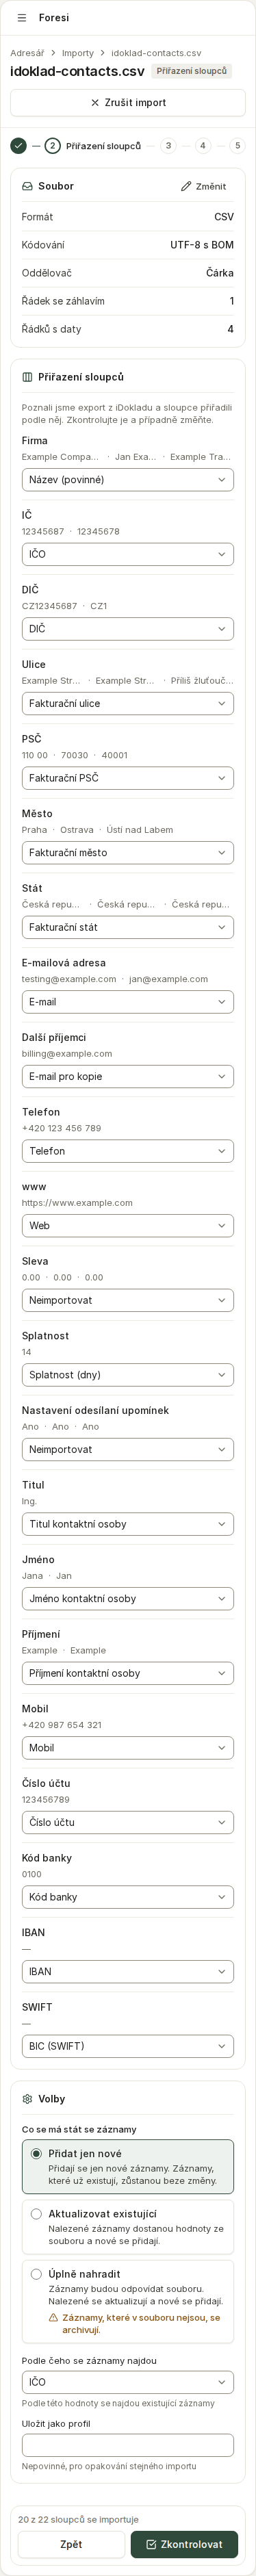 Foresi
Adresář > Importy > idoklad-contacts.csv
idoklad-contacts.csv Přiřazení sloupců
Zrušit import
2 Přiřazení sloupců 3 4 5
Soubor Změnit
Formát CSV
Kódování UTF-8 s BOM
Oddělovač Čárka
Řádek se záhlavím 1
Řádků s daty 4
Přiřazení sloupců
Poznali jsme export z iDokladu a sloupce přiřadili
podle něj. Zkontrolujte je a případně změňte.
Firma
Example Compa... · Jan Exa... · Example Tra...
Název (povinné)
IČ
12345687 · 12345678
IČO
DIČ
CZ12345687 · CZ1
DIČ
Ulice
Example Str... · Example Str... · Příliš žluťouč...
Fakturační ulice
PSČ
110 00 · 70030 · 40001
Fakturační PSČ
Město
Praha · Ostrava · Ústí nad Labem
Fakturační město
Stát
Česká repu... · Česká repu... · Česká repu...
Fakturační stát
E-mailová adresa
testing@example.com · jan@example.com
E-mail
Další příjemci
billing@example.com
E-mail pro kopie
Telefon
+420 123 456 789
Telefon
www
https://www.example.com
Web
Sleva
0.00 · 0.00 · 0.00
Neimportovat
Splatnost
14
Splatnost (dny)
Nastavení odesílaní upomínek
Ano · Ano · Ano
Neimportovat
Titul
Ing.
Titul kontaktní osoby
Jméno
Jana · Jan
Jméno kontaktní osoby
Příjmení
Example · Example
Příjmení kontaktní osoby
Mobil
+420 987 654 321
Mobil
Číslo účtu
123456789
Číslo účtu
Kód banky
0100
Kód banky
IBAN
—
IBAN
SWIFT
—
BIC (SWIFT)
Volby
Co se má stát se záznamy
Přidat jen nové
Přidají se jen nové záznamy. Záznamy,
které už existují, zůstanou beze změny.
Aktualizovat existující
Nalezené záznamy dostanou hodnoty ze
souboru a nové se přidají.
Úplně nahradit
Záznamy budou odpovídat souboru.
Nalezené se aktualizují a nové se přidají.
Záznamy, které v souboru nejsou, se
archivují.
Podle čeho se záznamy najdou
IČO
Podle této hodnoty se najdou existující záznamy
Uložit jako profil
Nepovinné, pro opakování stejného importu
20 z 22 sloupců se importuje
Zpět Zkontrolovat